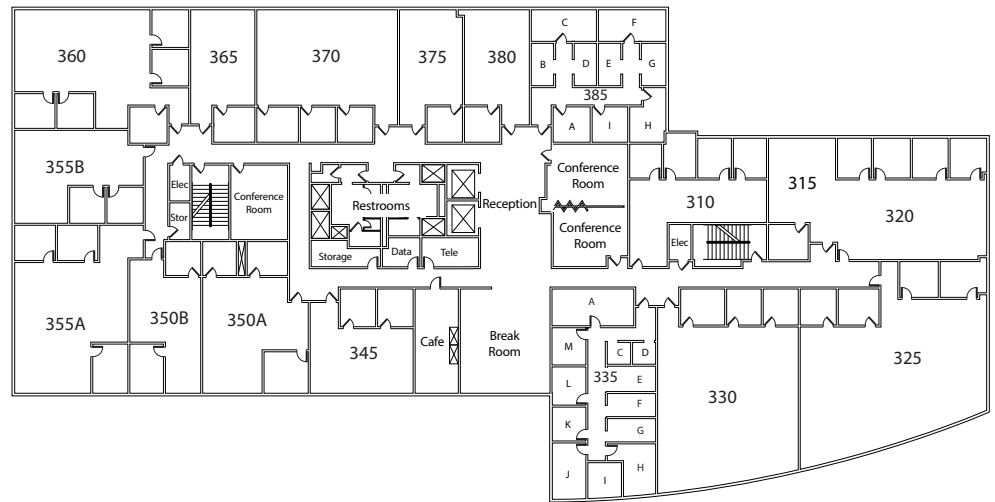 C
F
360
365
370
375
380
B
D
E
G
385
A
I
H
355B
Elec
Stor
Conference
Room
Restrooms
Reception
Conference
Room
Conference
Room
310
315
320
Elec
Storage
Data
Tele
355A
350B
350A
345
Cafe
Break
Room
A
M
C
D
335
E
L
F
K
G
J
I
H
330
325